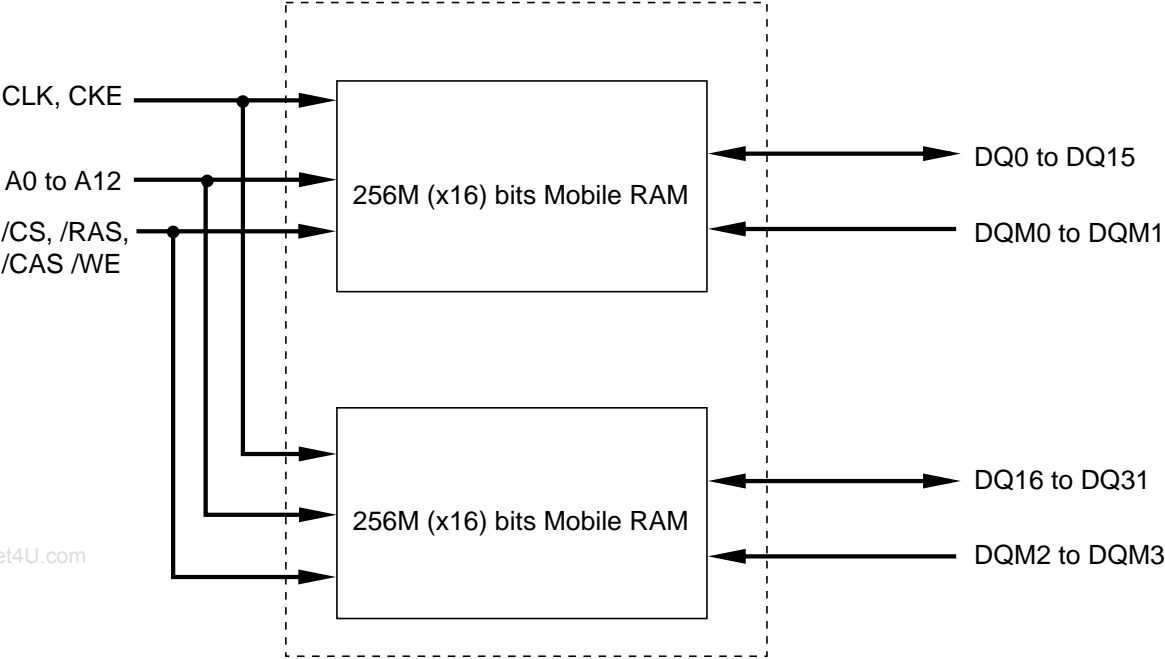 CLK, CKE
A0 to A12
/CS, /RAS,
/CAS /WE
256M (x16) bits Mobile RAM
DQ0 to DQ15
DQM0 to DQM1
256M (x16) bits Mobile RAM
DQ16 to DQ31
DQM2 to DQM3
et4U.com